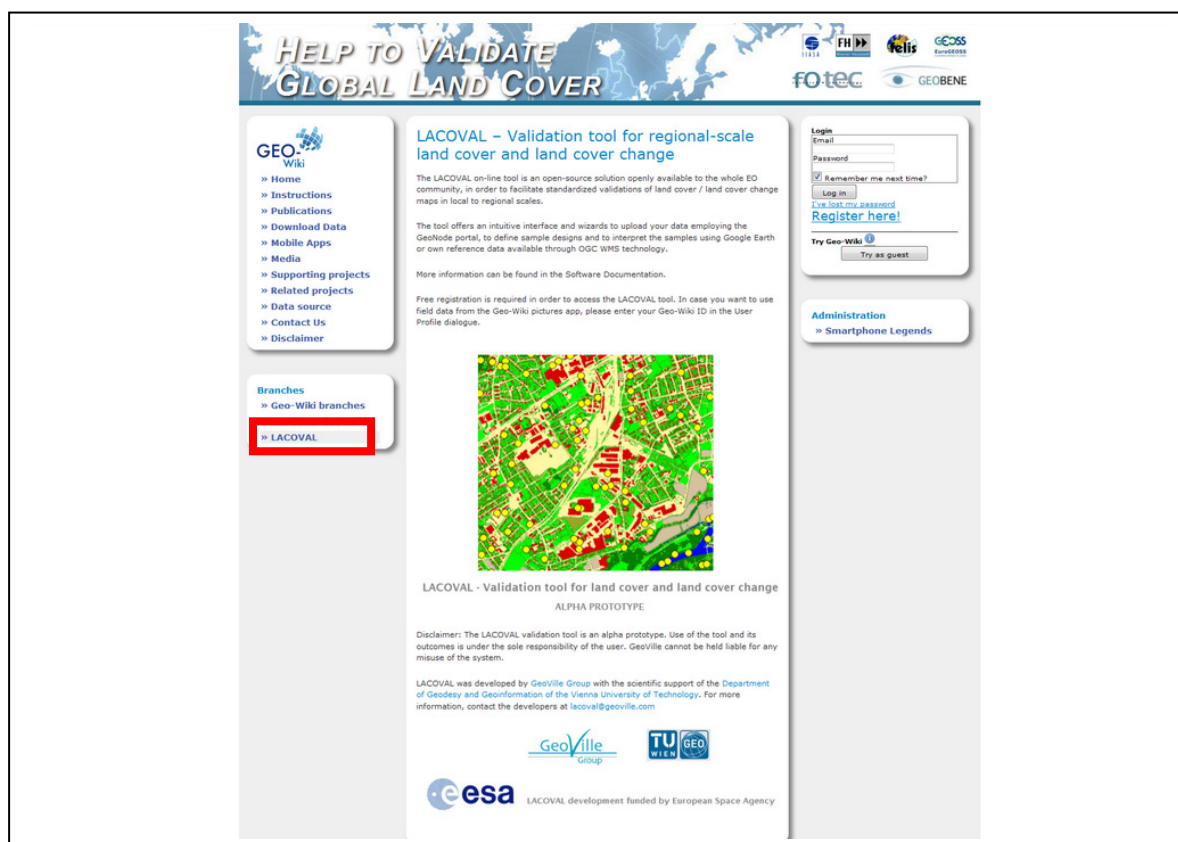 HELP TO VALIDATE
GLOBAL LAND COVER
IIASA
FH
felis
GEOSS
EuroGEOSS
fotec
GEOBENE
GEO-
Wiki
» Home
» Instructions
» Publications
» Download Data
» Mobile Apps
» Media
» Supporting projects
» Related projects
» Data source
» Contact Us
» Disclaimer
Branches
» Geo-Wiki branches
» LACOVAL
LACOVAL – Validation tool for regional-scale
land cover and land cover change
The LACOVAL on-line tool is an open-source solution openly available to the whole EO
community, in order to facilitate standardized validations of land cover / land cover change
maps in local to regional scales.
The tool offers an intuitive interface and wizards to upload your data employing the
GeoNode portal, to define sample designs and to interpret the samples using Google Earth
or own reference data available through OGC WMS technology.
More information can be found in the Software Documentation.
Free registration is required in order to access the LACOVAL tool. In case you want to use
field data from the Geo-Wiki pictures app, please enter your Geo-Wiki ID in the User
Profile dialogue.
LACOVAL - Validation tool for land cover and land cover change
ALPHA PROTOTYPE
Disclaimer: The LACOVAL validation tool is an alpha prototype. Use of the tool and its
outcomes is under the sole responsibility of the user. GeoVille cannot be held liable for any
misuse of the system.
LACOVAL was developed by GeoVille Group with the scientific support of the Department
of Geodesy and Geoinformation of the Vienna University of Technology. For more
information, contact the developers at lacoval@geoville.com
GeoVille
Group
TU
WIEN
GEO
esa
LACOVAL development funded by European Space Agency
Login
Email
Password
Remember me next time?
Log in
I've lost my password
Register here!
Try Geo-Wiki
Try as guest
Administration
» Smartphone Legends